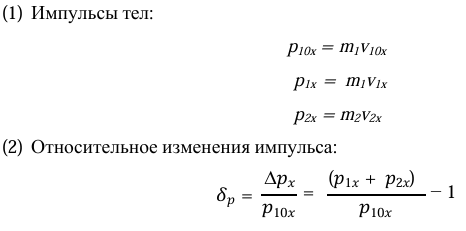 (1) Импульсы тел:
p₁₀ₓ = m₁v₁₀ₓ
p₁ₓ = m₁v₁ₓ
p₂ₓ = m₂v₂ₓ
(2) Относительное изменения импульса:
δₚ = Δpₓ / p₁₀ₓ = (p₁ₓ + p₂ₓ) / p₁₀ₓ − 1